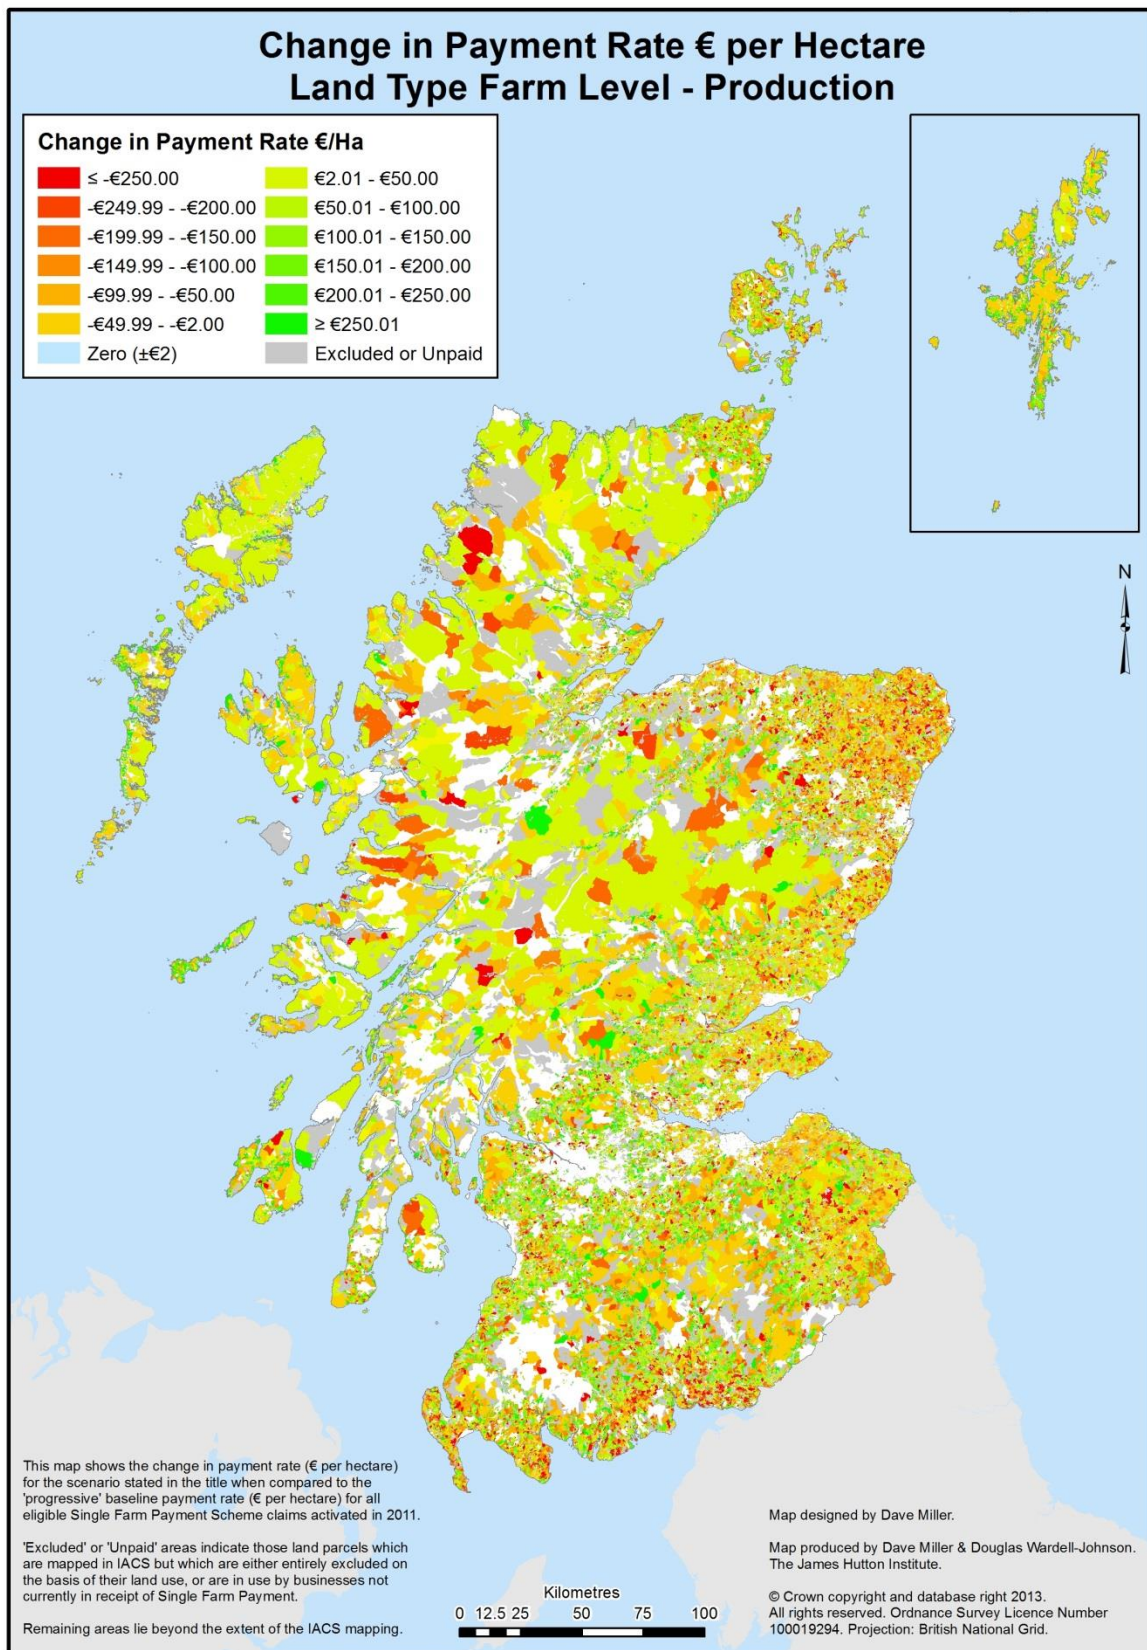 Change in Payment Rate € per Hectare
Land Type Farm Level - Production
Change in Payment Rate €/Ha
≤ -€250.00
-€249.99 - -€200.00
-€199.99 - -€150.00
-€149.99 - -€100.00
-€99.99 - -€50.00
-€49.99 - -€2.00
Zero (±€2)
€2.01 - €50.00
€50.01 - €100.00
€100.01 - €150.00
€150.01 - €200.00
€200.01 - €250.00
≥ €250.01
Excluded or Unpaid
N
This map shows the change in payment rate (€ per hectare)
for the scenario stated in the title when compared to the
'progressive' baseline payment rate (€ per hectare) for all
eligible Single Farm Payment Scheme claims activated in 2011.
'Excluded' or 'Unpaid' areas indicate those land parcels which
are mapped in IACS but which are either entirely excluded on
the basis of their land use, or are in use by businesses not
currently in receipt of Single Farm Payment.
Remaining areas lie beyond the extent of the IACS mapping.
Kilometres
0 12.5 25 50 75 100
Map designed by Dave Miller.
Map produced by Dave Miller & Douglas Wardell-Johnson.
The James Hutton Institute.
© Crown copyright and database right 2013.
All rights reserved. Ordnance Survey Licence Number
100019294. Projection: British National Grid.